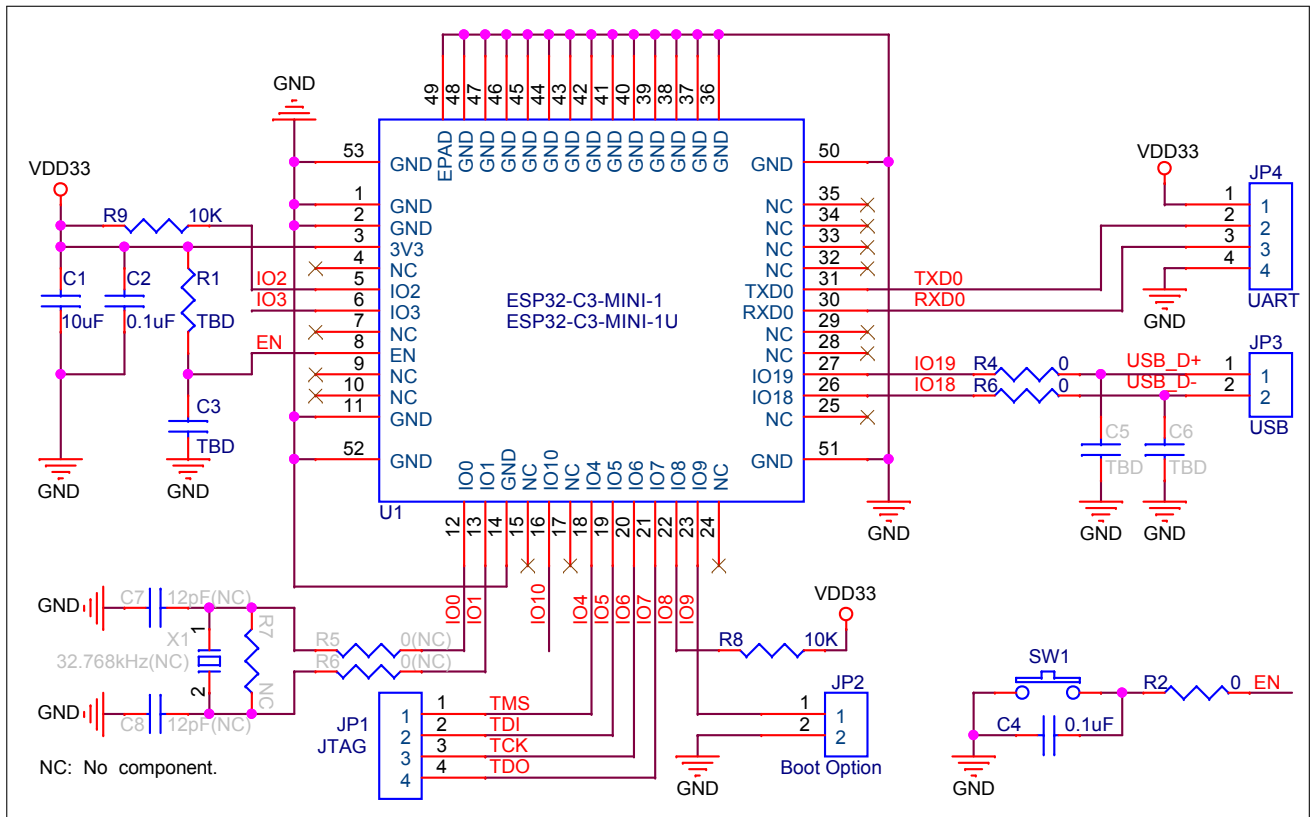 GND
49
48
47
46
45
44
43
42
41
40
39
38
37
36
EPAD
GND
GND
GND
GND
GND
GND
GND
GND
GND
GND
GND
GND
GND
VDD33
R9 10K
C1
10uF
C2
0.1uF
R1
TBD
C3
TBD
GND
GND
IO2
IO3
EN
53 GND
1 GND
2 GND
3 3V3
4 NC
5 IO2
6 IO3
7 NC
8 EN
9 NC
10 NC
11 GND
52 GND
ESP32-C3-MINI-1
ESP32-C3-MINI-1U
U1
GND 50
NC 35
NC 34
NC 33
NC 32
TXD0 31 TXD0
RXD0 30 RXD0
NC 29
NC 28
IO19 27 IO19 R4 0 USB_D+
IO18 26 IO18 R6 0 USB_D-
NC 25
GND 51
GND
VDD33
JP4
1 1
2 2
3 3
4 4
UART
GND
JP3
1 1
2 2
USB
C5
TBD
C6
TBD
GND
GND
IO0
IO1
GND
NC
IO10
NC
IO4
IO5
IO6
IO7
IO8
IO9
NC
12
13
14
15
16
17
18
19
20
21
22
23
24
IO0
IO1
IO10
IO4
IO5
IO6
IO7
IO8
IO9
GND C7 12pF(NC)
X1
1
32.768kHz(NC)
2
R7
NC
GND C8 12pF(NC)
R5 0(NC)
R6 0(NC)
NC: No component.
JP1
JTAG
1 1 TMS
2 2 TDI
3 3 TCK
4 4 TDO
VDD33
R8 10K
JP2
1 1
2 2
Boot Option
GND
SW1
R2 0 EN
C4 0.1uF
GND